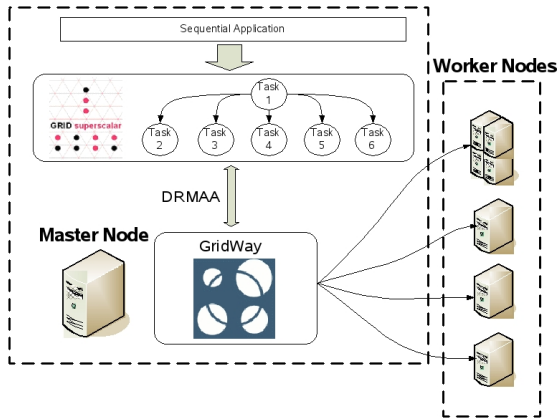 Sequential Application
Worker Nodes
Task
1
GRID superscalar
Task
2
Task
3
Task
4
Task
5
Task
6
DRMAA
Master Node
GridWay